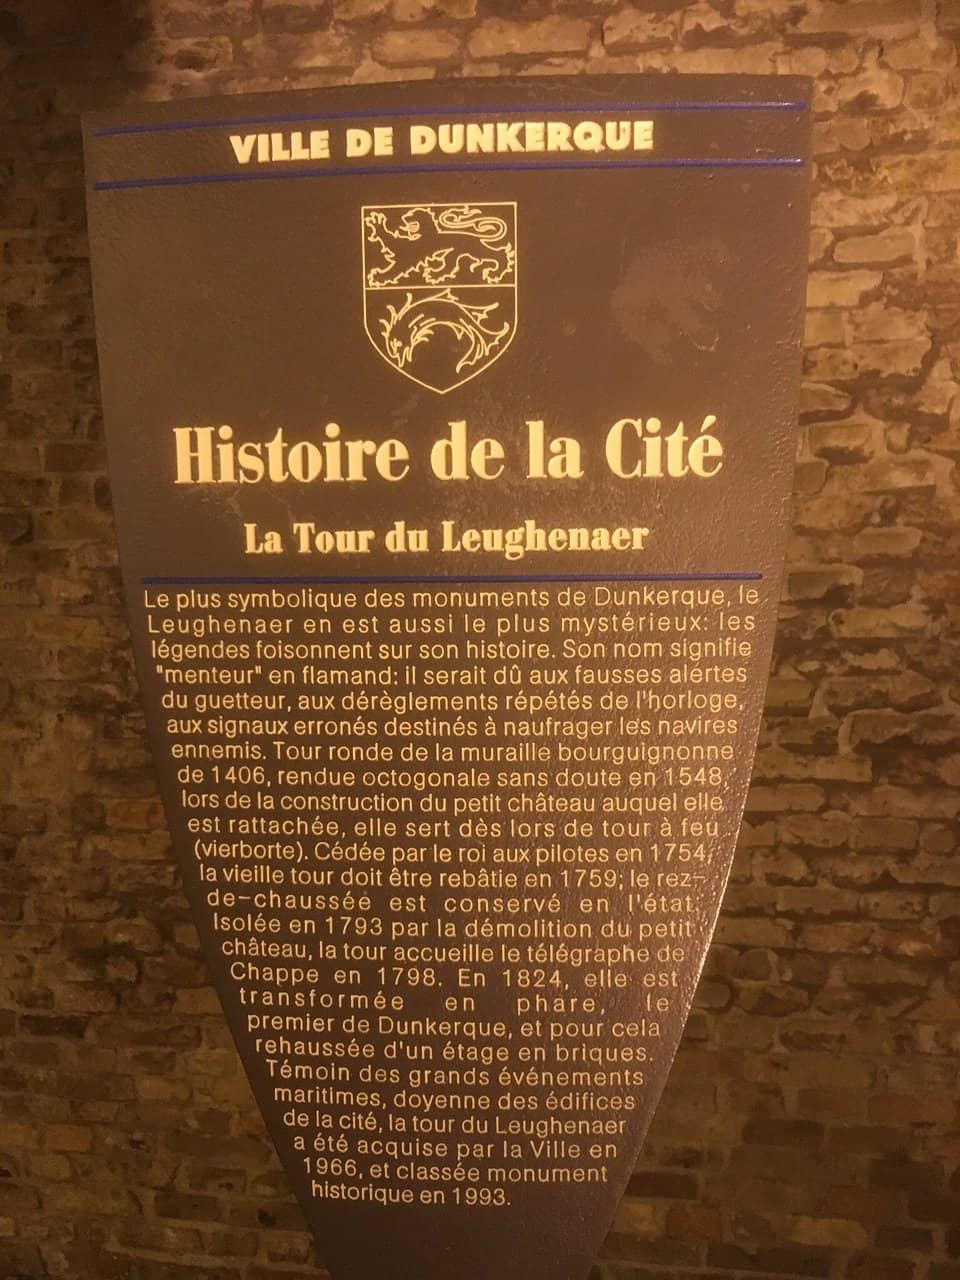 VILLE DE DUNKERQUE
Histoire de la Cité
La Tour du Leughenaer
Le plus symbolique des monuments de Dunkerque, le
Leughenaer en est aussi le plus mystérieux: les
légendes foisonnent sur son histoire. Son nom signifie
"menteur" en flamand: il serait dû aux fausses alertes
du guetteur, aux dérèglements répétés de l'horloge,
aux signaux erronés destinés à naufrager les navires
ennemis. Tour ronde de la muraille bourguignonne
de 1406, rendue octogonale sans doute en 1548,
lors de la construction du petit château auquel elle
est rattachée, elle sert dès lors de tour à feu
(vierborte). Cédée par le roi aux pilotes en 1754,
la vieille tour doit être rebâtie en 1759; le rez-
de-chaussée est conservé en l'état.
Isolée en 1793 par la démolition du petit
château, la tour accueille le télégraphe de
Chappe en 1798. En 1824, elle est
transformée en phare, le
premier de Dunkerque, et pour cela
rehaussée d'un étage en briques.
Témoin des grands événements
maritimes, doyenne des édifices
de la cité, la tour du Leughenaer
a été acquise par la Ville en
1966, et classée monument
historique en 1993.